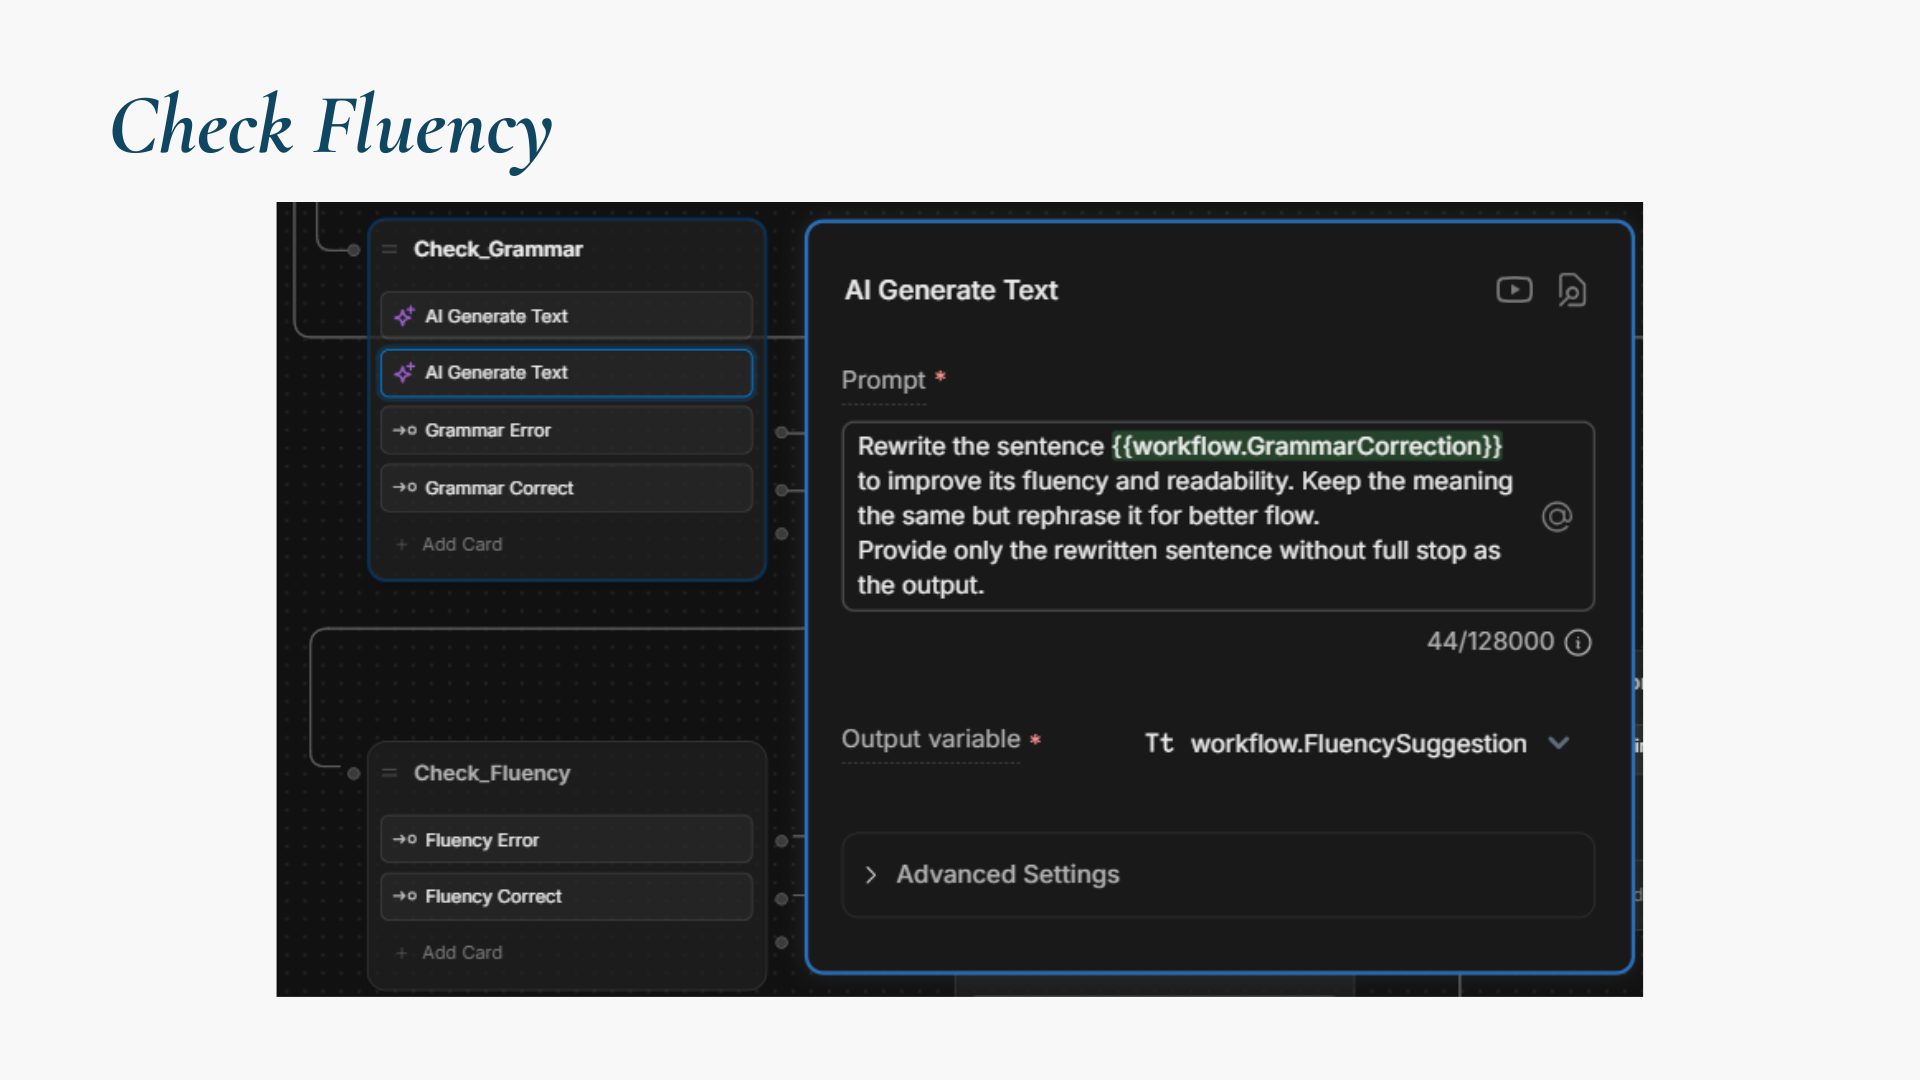 Check Fluency
Check_Grammar
AI Generate Text
AI Generate Text
Grammar Error
Grammar Correct
+ Add Card
Check_Fluency
Fluency Error
Fluency Correct
+ Add Card
AI Generate Text
Prompt *
Rewrite the sentence {{workflow.GrammarCorrection}}
to improve its fluency and readability. Keep the meaning
the same but rephrase it for better flow.
Provide only the rewritten sentence without full stop as
the output.
44/128000
Output variable *
Tt workflow.FluencySuggestion
Advanced Settings